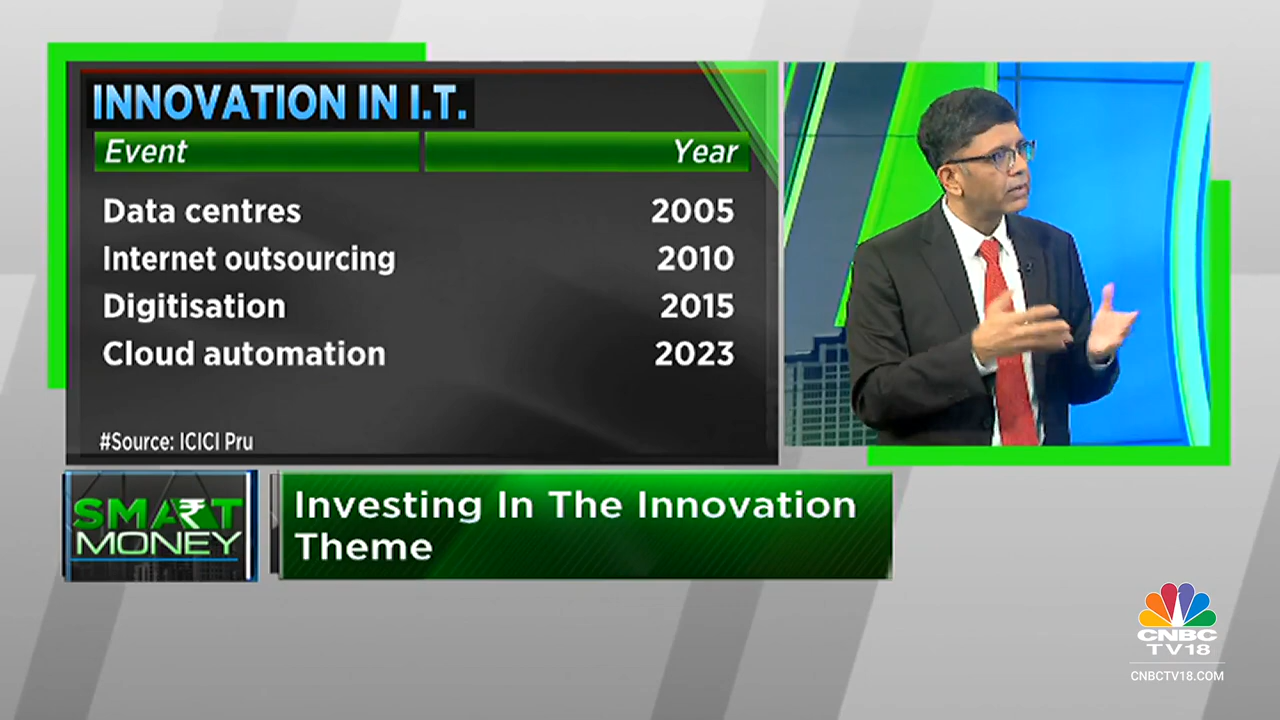 INNOVATION IN I.T.
Event Year
Data centres 2005
Internet outsourcing 2010
Digitisation 2015
Cloud automation 2023
#Source: ICICI Pru
SMA₹T
MONEY
Investing In The Innovation
Theme
CNBC
TV18
CNBCTV18.COM